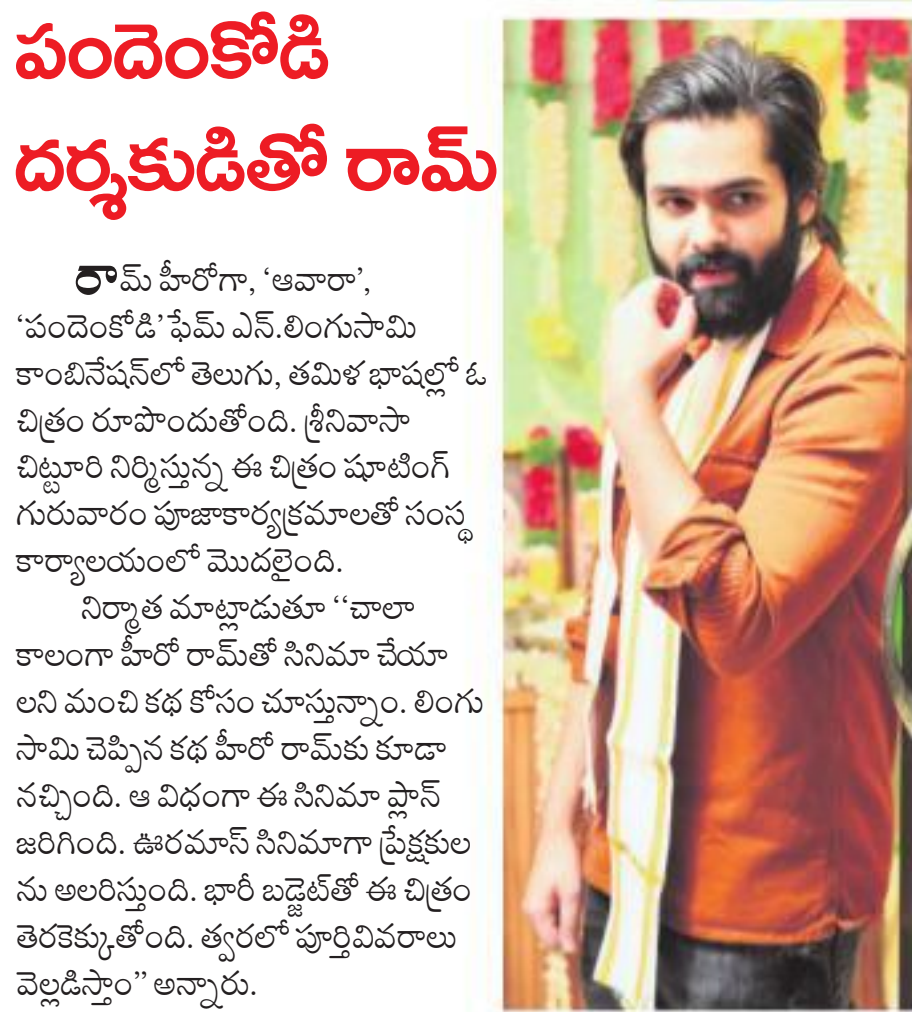 పందెంకోడి
దర్శకుడితో రామ్
రామ్ హీరోగా, ‘ఆవారా’,
‘పందెంకోడి’ ఫేమ్ ఎన్.లింగుసామి
కాంబినేషన్‌లో తెలుగు, తమిళ భాషల్లో ఓ
చిత్రం రూపొందుతోంది. శ్రీనివాసా
చిట్టూరి నిర్మిస్తున్న ఈ చిత్రం షూటింగ్
గురువారం పూజాకార్యక్రమాలతో సంస్థ
కార్యాలయంలో మొదలైంది.
నిర్మాత మాట్లాడుతూ ‘‘చాలా
కాలంగా హీరో రామ్‌తో సినిమా చేయా
లని మంచి కథ కోసం చూస్తున్నాం. లింగు
సామి చెప్పిన కథ హీరో రామ్‌కు కూడా
నచ్చింది. ఆ విధంగా ఈ సినిమా ప్లాన్
జరిగింది. ఊరమాస్ సినిమాగా ప్రేక్షకుల
ను అలరిస్తుంది. భారీ బడ్జెట్‌తో ఈ చిత్రం
తెరకెక్కుతోంది. త్వరలో పూర్తివివరాలు
వెల్లడిస్తాం’’ అన్నారు.